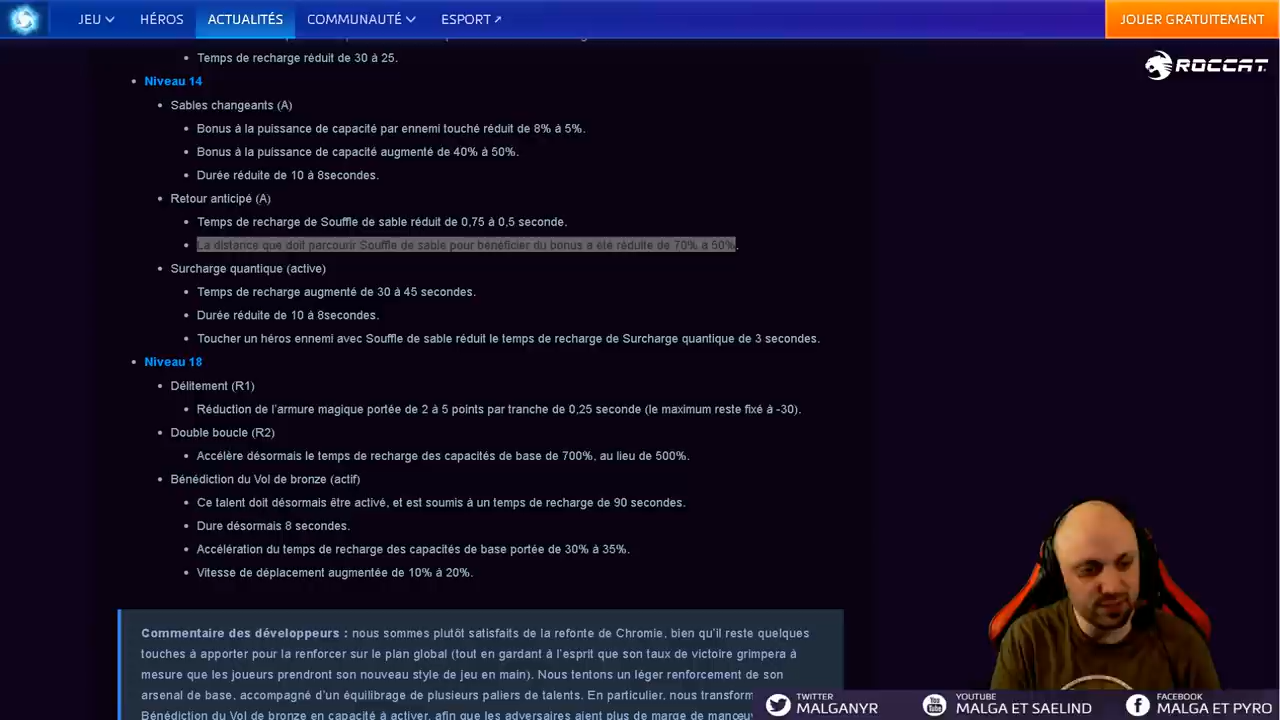 JEU HÉROS ACTUALITÉS COMMUNAUTÉ ESPORT ↗ JOUER GRATUITEMENT
Temps de recharge réduit de 30 à 25.
ROCCAT
Niveau 14
Sables changeants (A)
Bonus à la puissance de capacité par ennemi touché réduit de 8% à 5%.
Bonus à la puissance de capacité augmenté de 40% à 50%.
Durée réduite de 10 à 8secondes.
Retour anticipé (A)
Temps de recharge de Souffle de sable réduit de 0,75 à 0,5 seconde.
La distance que doit parcourir Souffle de sable pour bénéficier du bonus a été réduite de 70% à 50%.
Surcharge quantique (active)
Temps de recharge augmenté de 30 à 45 secondes.
Durée réduite de 10 à 8secondes.
Toucher un héros ennemi avec Souffle de sable réduit le temps de recharge de Surcharge quantique de 3 secondes.
Niveau 18
Délitement (R1)
Réduction de l'armure magique portée de 2 à 5 points par tranche de 0,25 seconde (le maximum reste fixé à -30).
Double boucle (R2)
Accélère désormais le temps de recharge des capacités de base de 700%, au lieu de 500%.
Bénédiction du Vol de bronze (actif)
Ce talent doit désormais être activé, et est soumis à un temps de recharge de 90 secondes.
Dure désormais 8 secondes.
Accélération du temps de recharge des capacités de base portée de 30% à 35%.
Vitesse de déplacement augmentée de 10% à 20%.
Commentaire des développeurs : nous sommes plutôt satisfaits de la refonte de Chromie, bien qu'il reste quelques
touches à apporter pour la renforcer sur le plan global (tout en gardant à l'esprit que son taux de victoire grimpera à
mesure que les joueurs prendront son nouveau style de jeu en main). Nous tentons un léger renforcement de son
arsenal de base, accompagné d'un équilibrage de plusieurs paliers de talents. En particulier, nous transform
Bénédiction du Vol de bronze en capacité à activer, afin que les adversaires aient plus de marge de manœuv
TWITTER
MALGANYR
YOUTUBE
MALGA ET SAELIND
FACEBOOK
MALGA ET PYRO